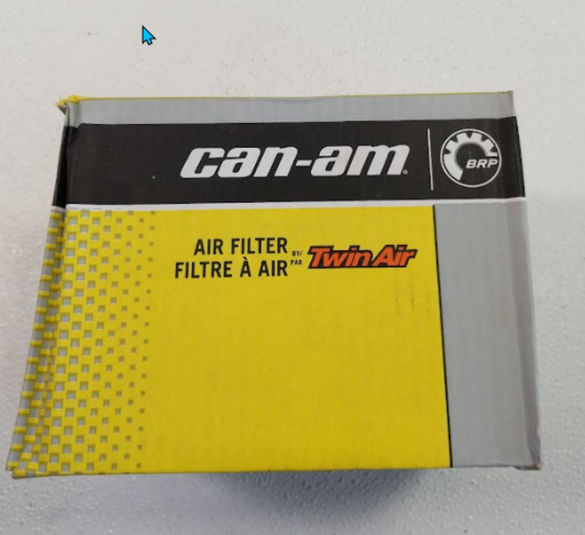 can-am
BRP
AIR FILTER BY/
FILTRE À AIR PAR
Twin Air